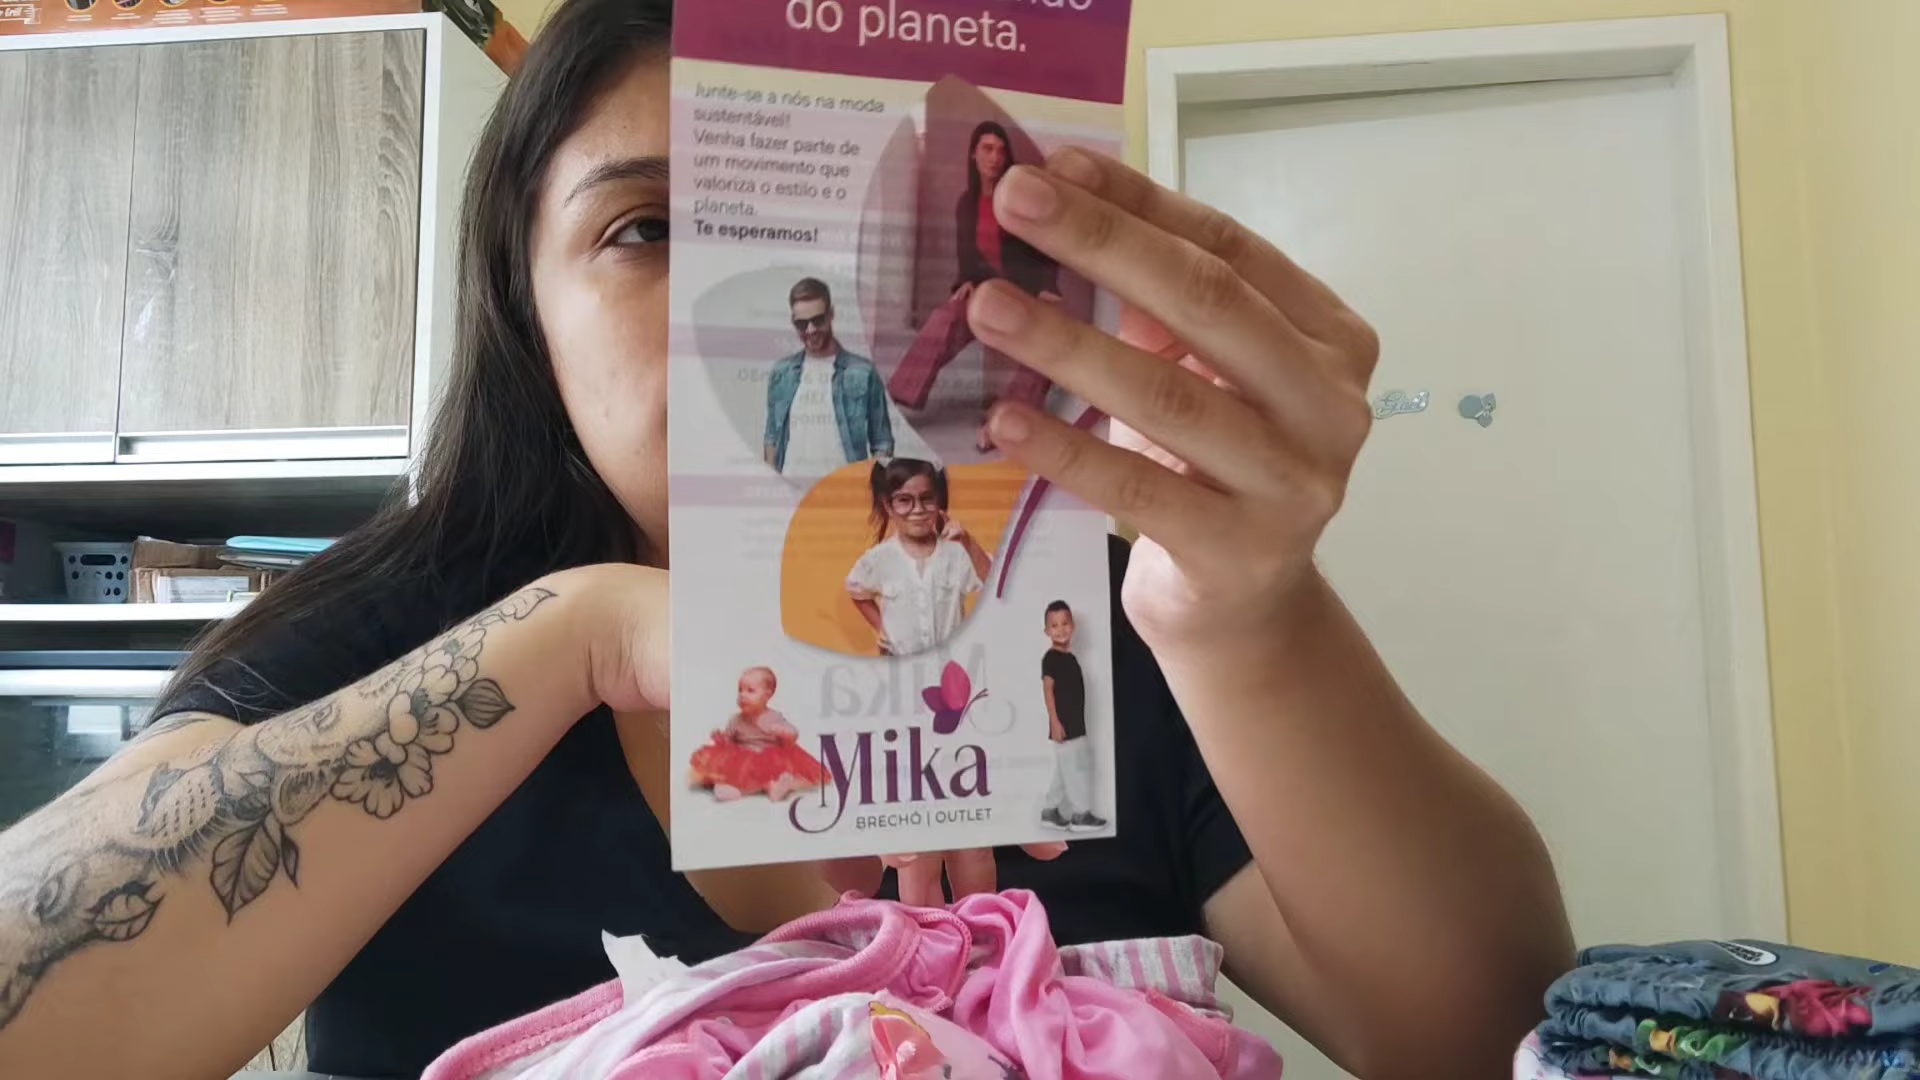 do planeta.
Junte-se a nós na moda
sustentável!
Venha fazer parte de
um movimento que
valoriza o estilo e o
planeta.
Te esperamos!
Mika
BRECHÓ | OUTLET